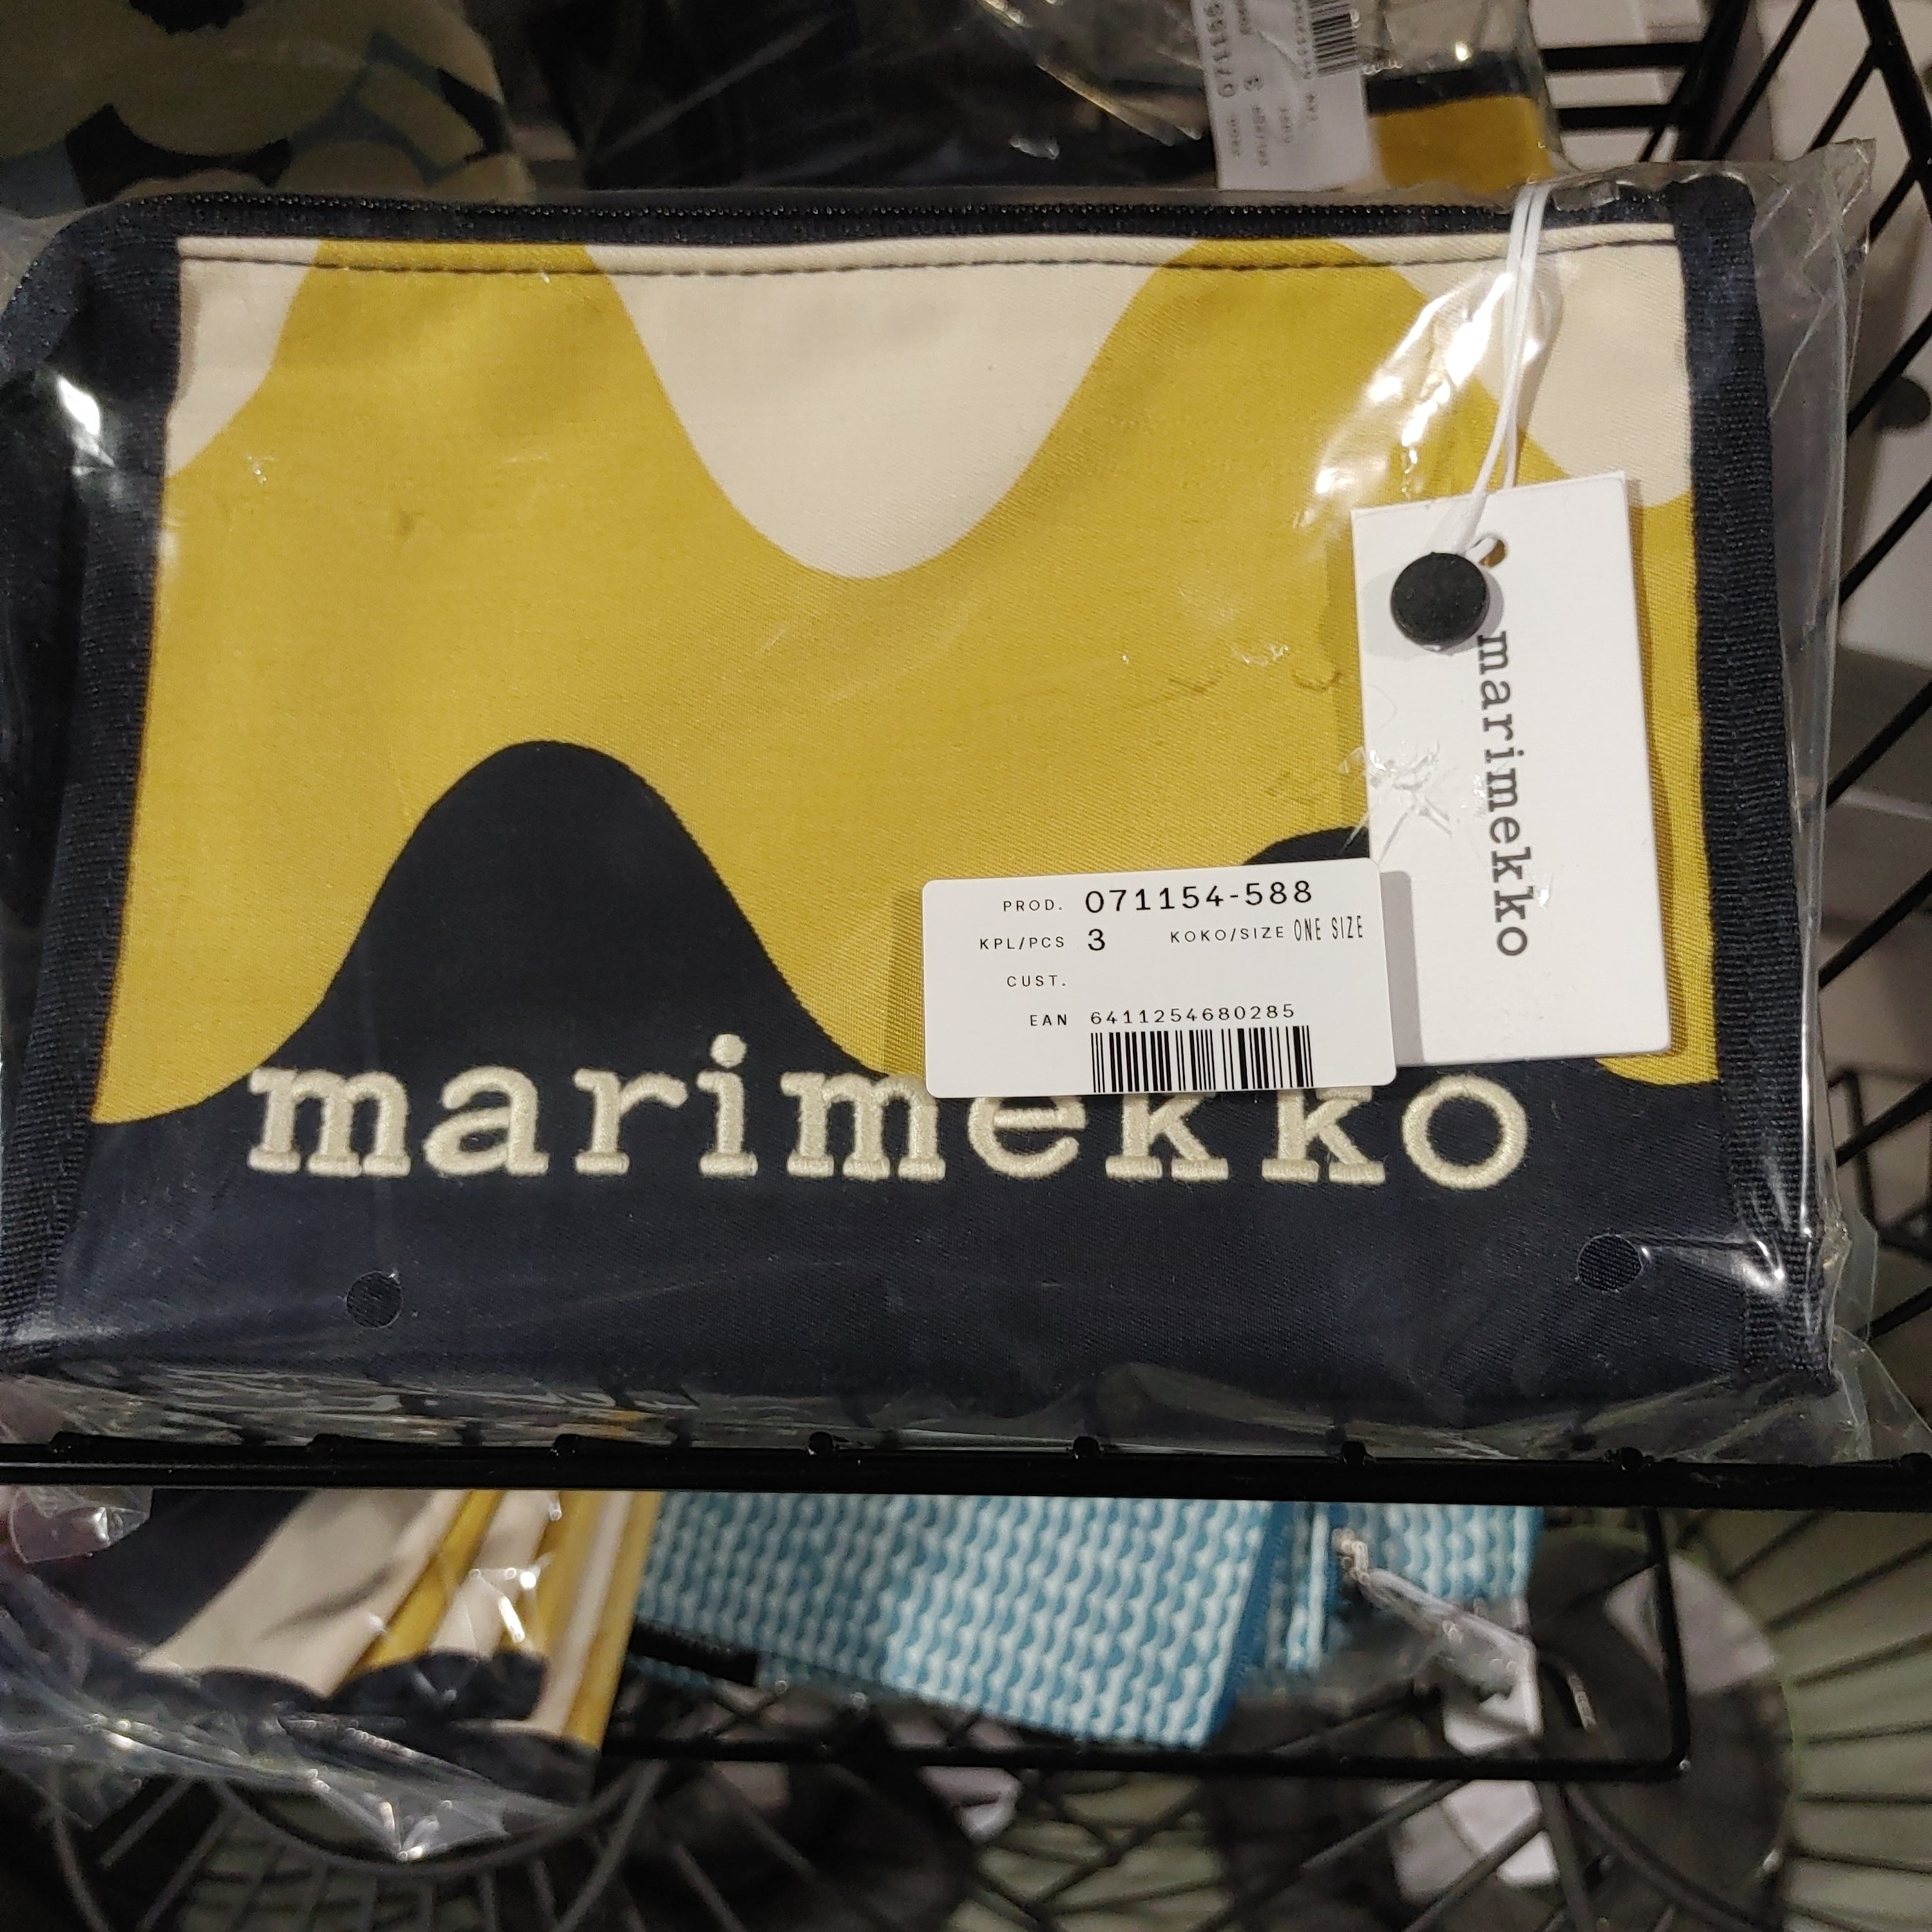 marimekko
PROD. 071154-588
KPL/PCS 3 KOKO/SIZE ONE SIZE
CUST.
EAN 6411254680285
marimekko